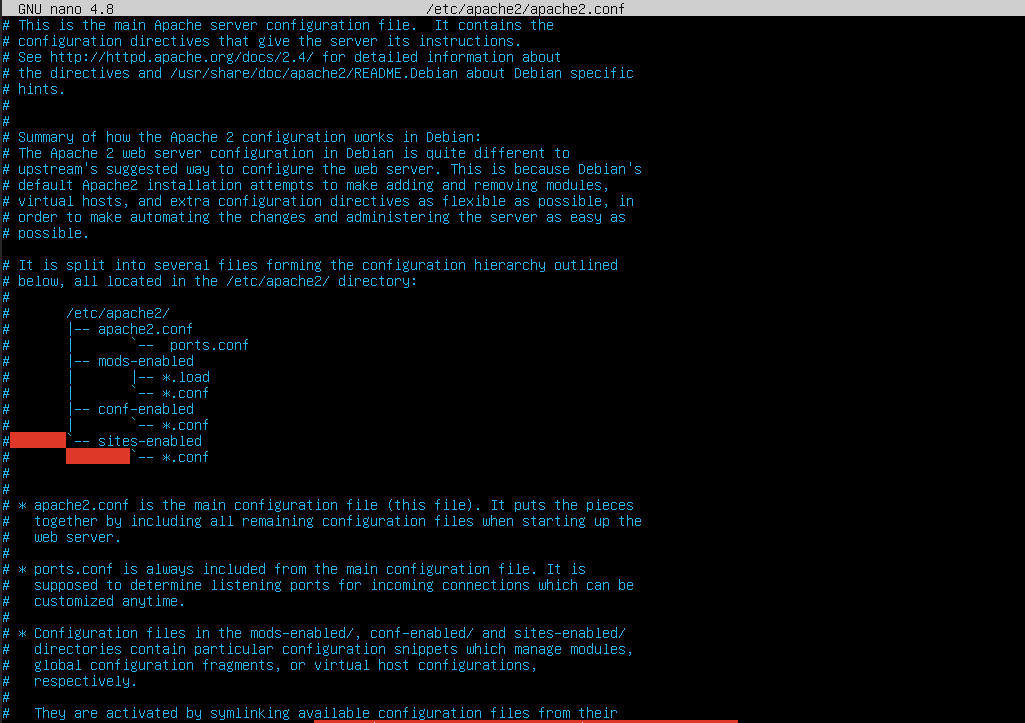 GNU nano 4.8 /etc/apache2/apache2.conf
# This is the main Apache server configuration file.  It contains the
# configuration directives that give the server its instructions.
# See http://httpd.apache.org/docs/2.4/ for detailed information about
# the directives and /usr/share/doc/apache2/README.Debian about Debian specific
# hints.
#
#
# Summary of how the Apache 2 configuration works in Debian:
# The Apache 2 web server configuration in Debian is quite different to
# upstream's suggested way to configure the web server. This is because Debian's
# default Apache2 installation attempts to make adding and removing modules,
# virtual hosts, and extra configuration directives as flexible as possible, in
# order to make automating the changes and administering the server as easy as
# possible.

# It is split into several files forming the configuration hierarchy outlined
# below, all located in the /etc/apache2/ directory:
#
#       /etc/apache2/
#       |-- apache2.conf
#       |       `--  ports.conf
#       |-- mods-enabled
#       |       |-- *.load
#       |       `-- *.conf
#       |-- conf-enabled
#       |       `-- *.conf
#       `-- sites-enabled
#               `-- *.conf
#
#
# * apache2.conf is the main configuration file (this file). It puts the pieces
#   together by including all remaining configuration files when starting up the
#   web server.
#
# * ports.conf is always included from the main configuration file. It is
#   supposed to determine listening ports for incoming connections which can be
#   customized anytime.
#
# * Configuration files in the mods-enabled/, conf-enabled/ and sites-enabled/
#   directories contain particular configuration snippets which manage modules,
#   global configuration fragments, or virtual host configurations,
#   respectively.
#
#   They are activated by symlinking available configuration files from their